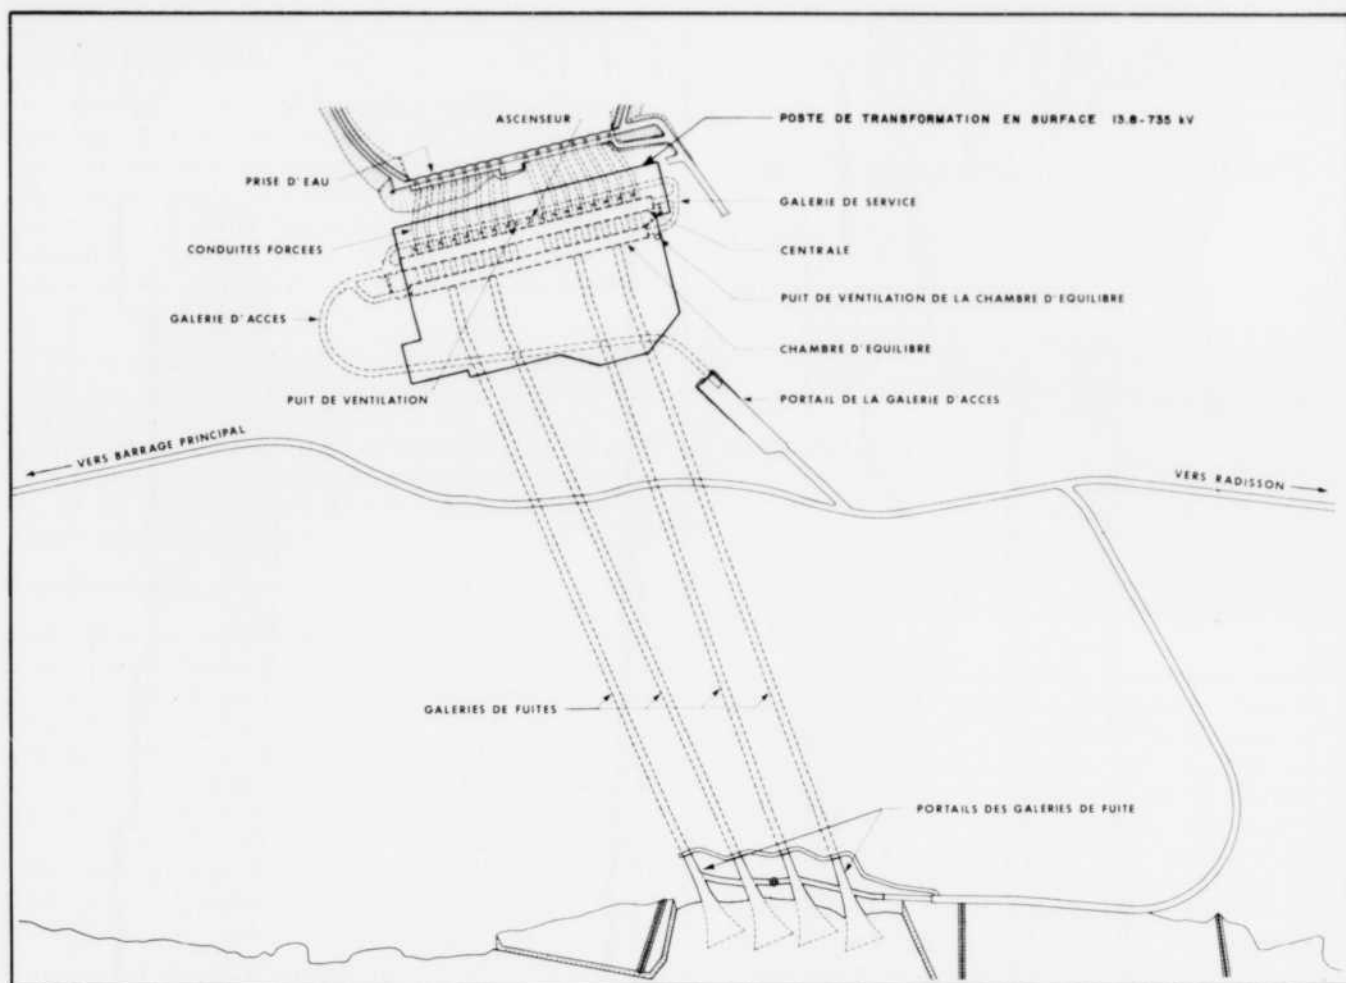 ASCENSEUR
POSTE DE TRANSFORMATION EN SURFACE 13.8-735 kV
PRISE D'EAU
GALERIE DE SERVICE
CONDUITES FORCEES
CENTRALE
PUIT DE VENTILATION DE LA CHAMBRE D'EQUILIBRE
GALERIE D'ACCES
CHAMBRE D'EQUILIBRE
PUIT DE VENTILATION
PORTAIL DE LA GALERIE D'ACCES
VERS BARRAGE PRINCIPAL
VERS RADISSON
GALERIES DE FUITES
PORTAILS DES GALERIES DE FUITE